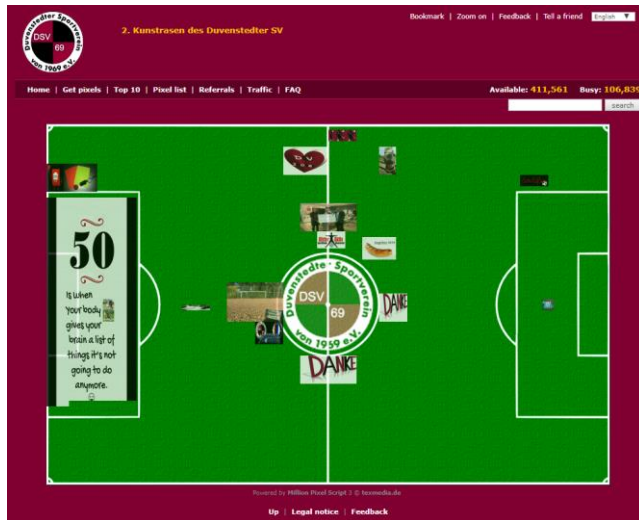 Duvenstedter Sportverein
DSV
69
von 1969 e.V.
2. Kunstrasen des Duvenstedter SV
Bookmark | Zoom on | Feedback | Tell a friend
English
Home | Get pixels | Top 10 | Pixel list | Referrals | Traffic | FAQ
Available: 411,561 Busy: 106,839
search
50
Is when
your body
gives your
brain a list of
things it's not
going to do
anymore.
Duvenstedter Sportverein
DSV
69
von 1969 e.V.
DANKE
DANKE
Powered by Million Pixel Script 3 © texmedia.de
Up | Legal notice | Feedback